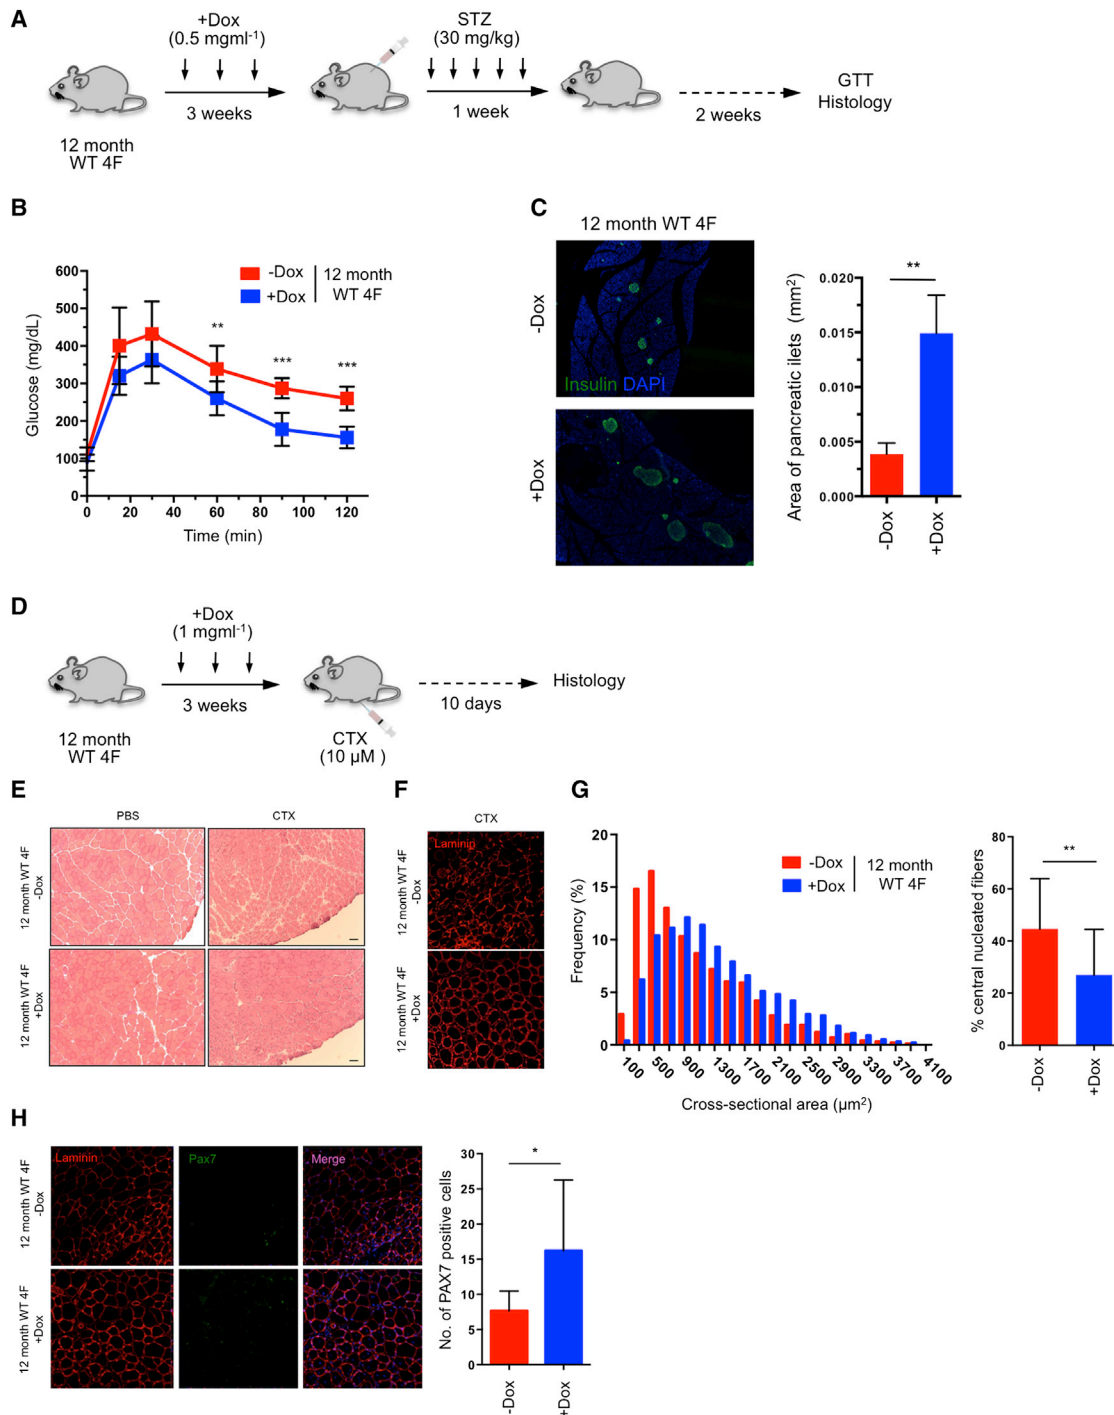 A
+Dox
(0.5 mgml-1)
STZ
(30 mg/kg)
3 weeks
1 week
2 weeks
GTT
Histology
12 month
WT 4F
B
600
500
400
300
200
100
0
Glucose (mg/dL)
-Dox
+Dox
12 month
WT 4F
**
***
***
0
20
40
60
80
100
120
Time (min)
C
12 month WT 4F
-Dox
Insulin DAPI
+Dox
Area of pancreatic ilets (mm2)
0.020
0.015
0.010
0.005
0.000
**
-Dox
+Dox
D
+Dox
(1 mgml-1)
3 weeks
10 days
Histology
12 month
WT 4F
CTX
(10 µM )
E
PBS
CTX
12 month WT 4F
-Dox
12 month WT 4F
+Dox
F
CTX
Laminin
12 month WT 4F
-Dox
12 month WT 4F
+Dox
G
20
15
10
5
0
Frequency (%)
-Dox
+Dox
12 month
WT 4F
100
500
900
1300
1700
2100
2500
2900
3300
3700
4100
Cross-sectional area (µm2)
80
60
40
20
0
% central nucleated fibers
**
-Dox
+Dox
H
Laminin
Pax7
Merge
12 month WT 4F
-Dox
12 month WT 4F
+Dox
30
25
20
15
10
5
0
No. of PAX7 positive cells
*
-Dox
+Dox